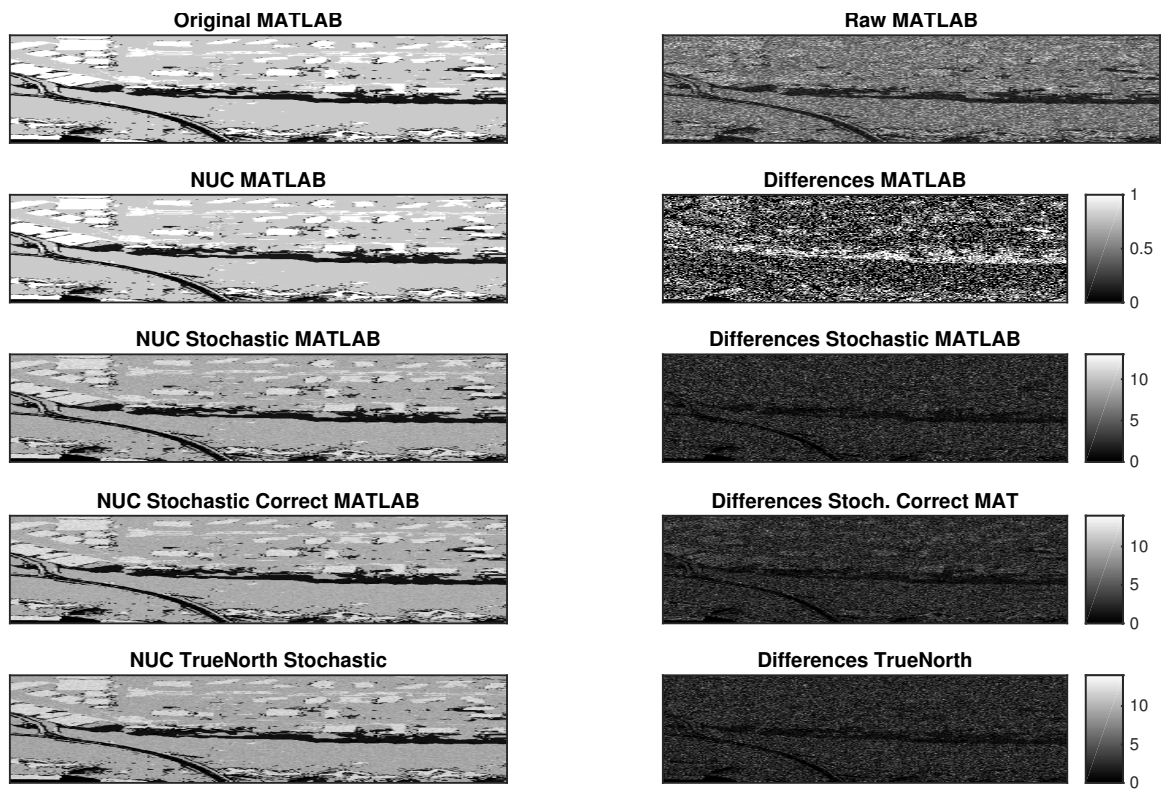 Original MATLAB
Raw MATLAB
NUC MATLAB
Differences MATLAB
1
0.5
0
NUC Stochastic MATLAB
Differences Stochastic MATLAB
10
5
0
NUC Stochastic Correct MATLAB
Differences Stoch. Correct MAT
10
5
0
NUC TrueNorth Stochastic
Differences TrueNorth
10
5
0